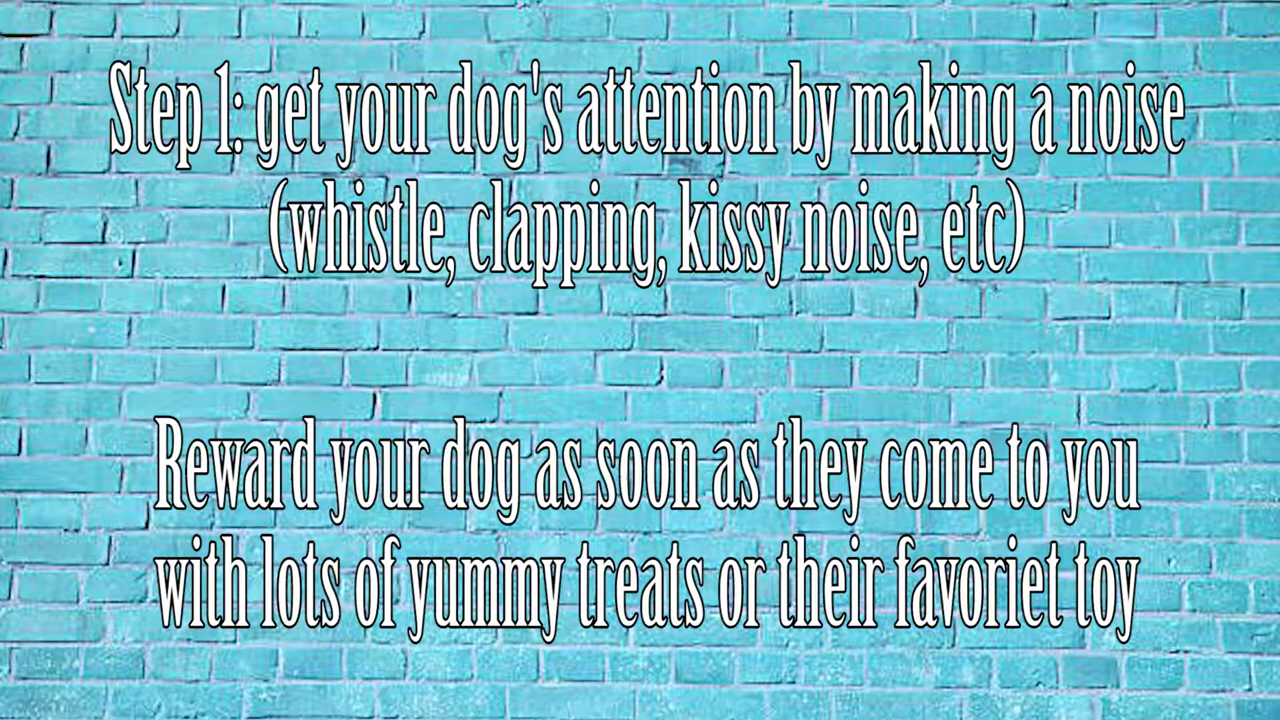 Step 1: get your dog's attention by making a noise
(whistle, clapping, kissy noise, etc)
Reward your dog as soon as they come to you
with lots of yummy treats or their favoriet toy